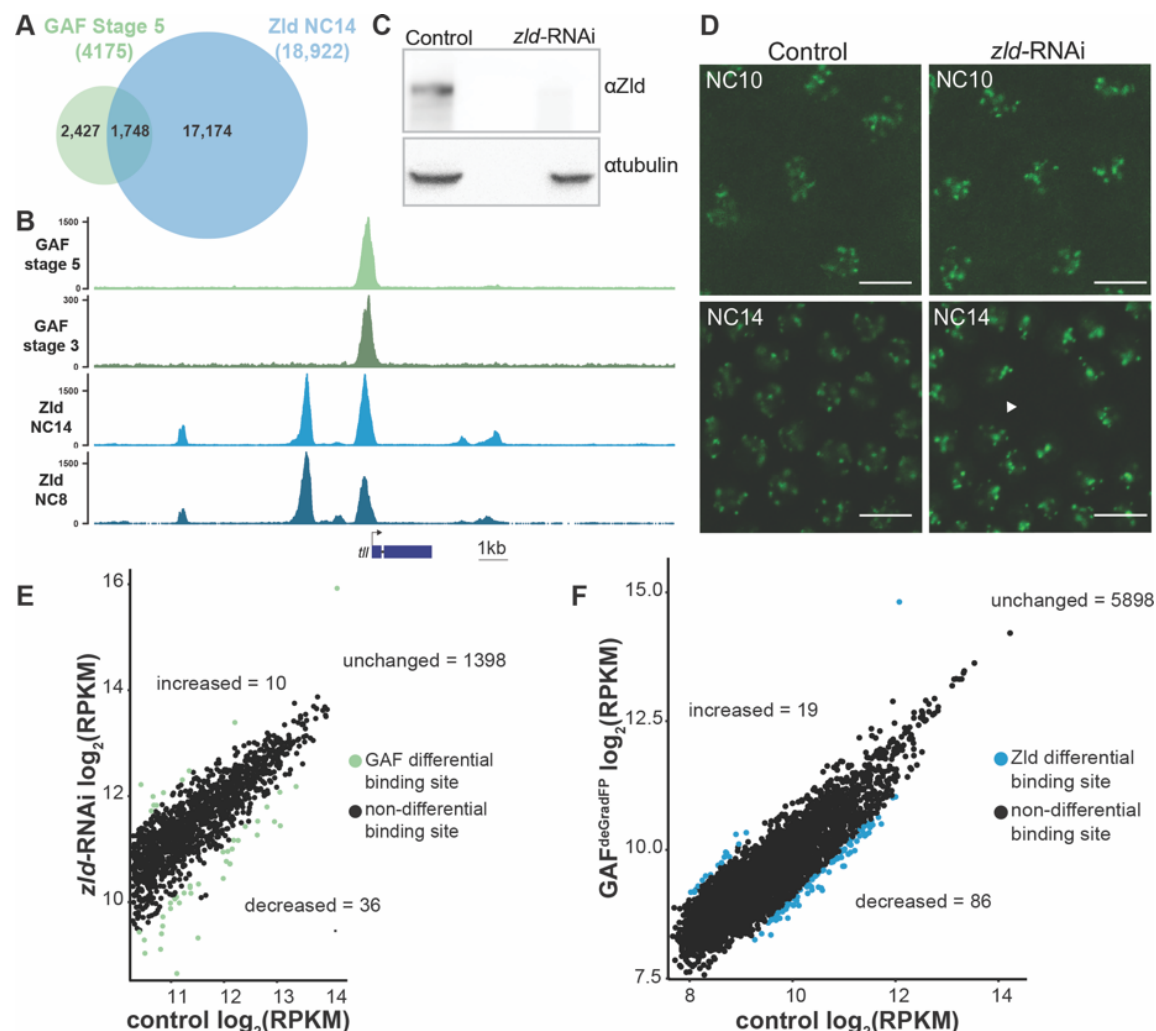 A
GAF Stage 5
(4175)
Zld NC14
(18,922)
2,427
1,748
17,174
B
1500
0
GAF
stage 5
300
0
GAF
stage 3
1500
0
Zld
NC14
1500
0
Zld
NC8
tll
1kb
C
Control
zld-RNAi
αZld
αtubulin
D
Control
zld-RNAi
NC10
NC10
NC14
NC14
E
16
14
12
10
zld-RNAi log₂(RPKM)
increased = 10
unchanged = 1398
GAF differential
binding site
non-differential
binding site
decreased = 36
11
12
13
14
control log₂(RPKM)
F
15.0
12.5
10.0
7.5
GAFdeGradFP log₂(RPKM)
unchanged = 5898
increased = 19
Zld differential
binding site
non-differential
binding site
decreased = 86
8
10
12
14
control log₂(RPKM)